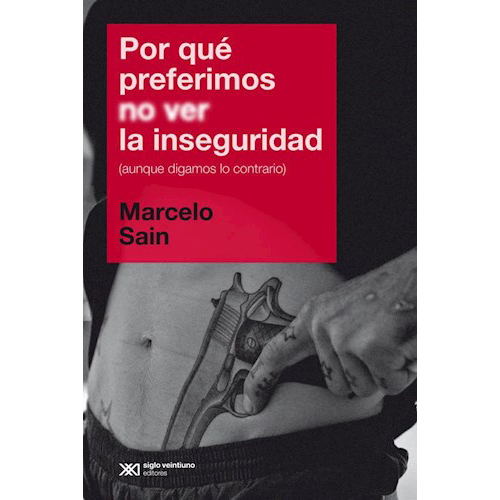 Por qué
preferimos
no ver
la inseguridad
(aunque digamos lo contrario)
Marcelo
Sain
siglo veintiuno
editores